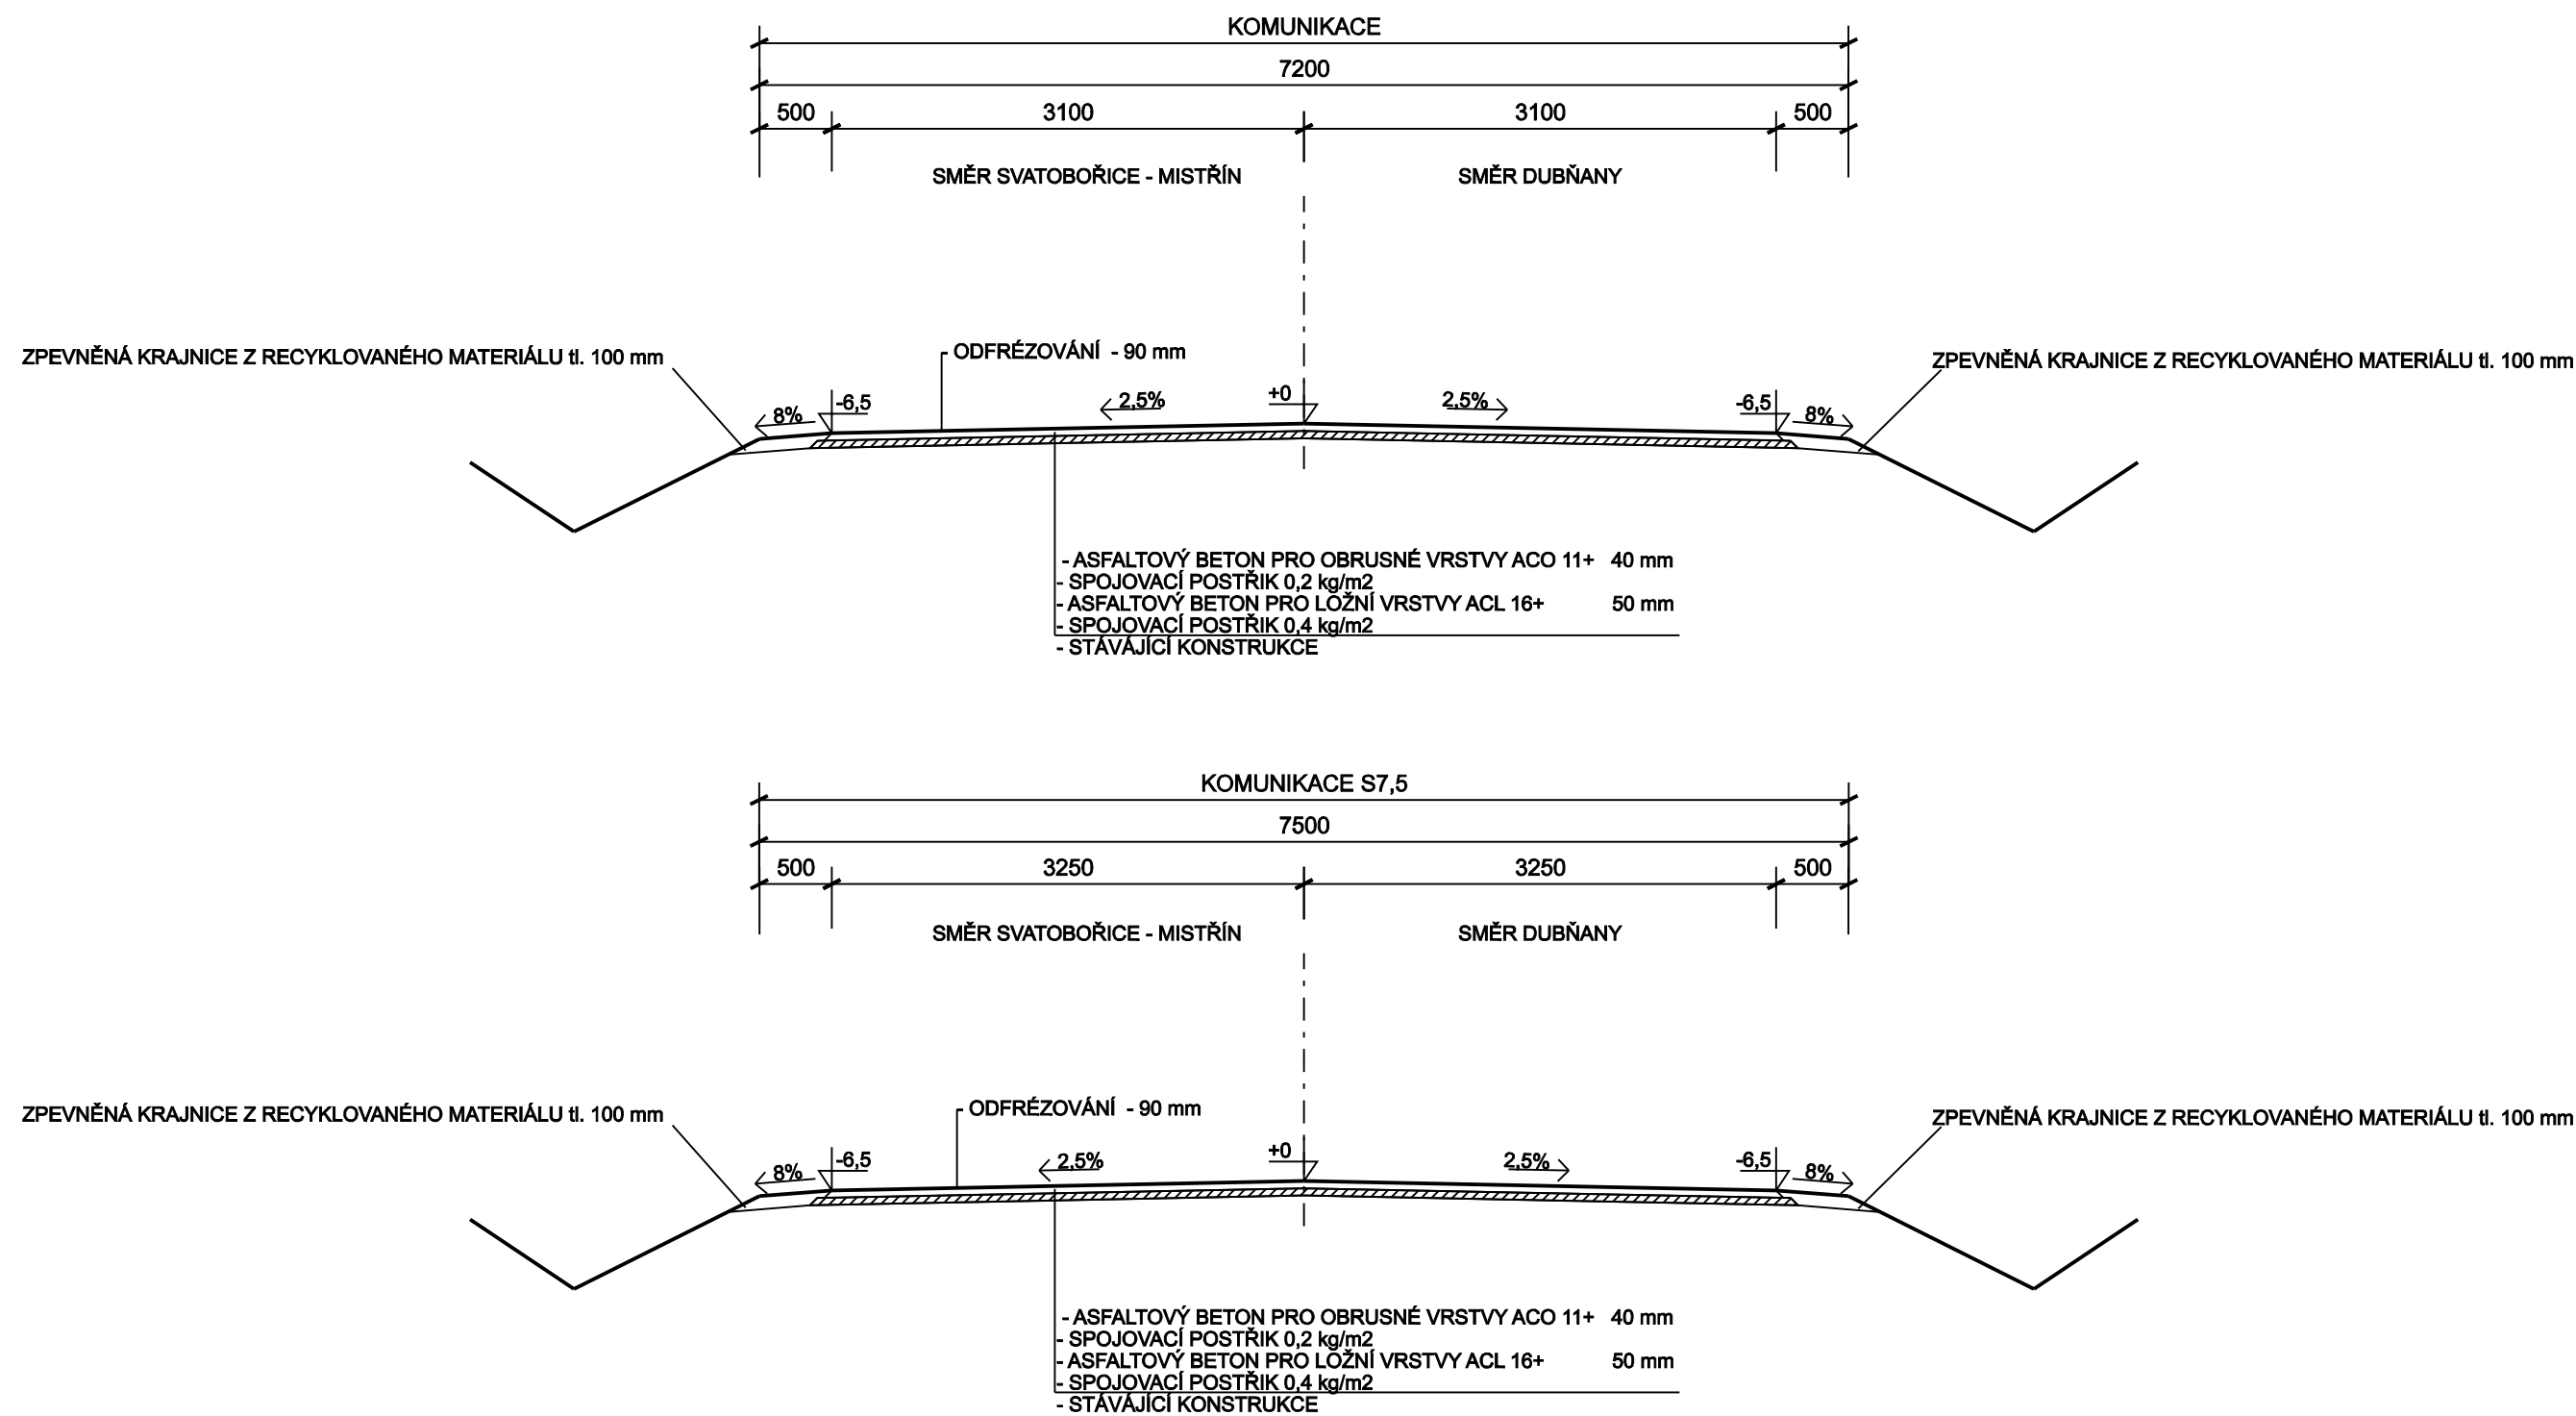 KOMUNIKACE
7200
500 3100 3100 500
SMĚR SVATOBOŘICE - MISTŘÍN SMĚR DUBŇANY
ZPEVNĚNÁ KRAJNICE Z RECYKLOVANÉHO MATERIÁLU tl. 100 mm
- ODFRÉZOVÁNÍ - 90 mm
ZPEVNĚNÁ KRAJNICE Z RECYKLOVANÉHO MATERIÁLU tl. 100 mm
8% -6,5 2,5% +0 2,5% -6,5 8%
- ASFALTOVÝ BETON PRO OBRUSNÉ VRSTVY ACO 11+ 40 mm
- SPOJOVACÍ POSTŘIK 0,2 kg/m2
- ASFALTOVÝ BETON PRO LOŽNÍ VRSTVY ACL 16+ 50 mm
- SPOJOVACÍ POSTŘIK 0,4 kg/m2
- STÁVÁJÍCÍ KONSTRUKCE
KOMUNIKACE S7,5
7500
500 3250 3250 500
SMĚR SVATOBOŘICE - MISTŘÍN SMĚR DUBŇANY
ZPEVNĚNÁ KRAJNICE Z RECYKLOVANÉHO MATERIÁLU tl. 100 mm
- ODFRÉZOVÁNÍ - 90 mm
ZPEVNĚNÁ KRAJNICE Z RECYKLOVANÉHO MATERIÁLU tl. 100 mm
8% -6,5 2,5% +0 2,5% -6,5 8%
- ASFALTOVÝ BETON PRO OBRUSNÉ VRSTVY ACO 11+ 40 mm
- SPOJOVACÍ POSTŘIK 0,2 kg/m2
- ASFALTOVÝ BETON PRO LOŽNÍ VRSTVY ACL 16+ 50 mm
- SPOJOVACÍ POSTŘIK 0,4 kg/m2
- STÁVÁJÍCÍ KONSTRUKCE